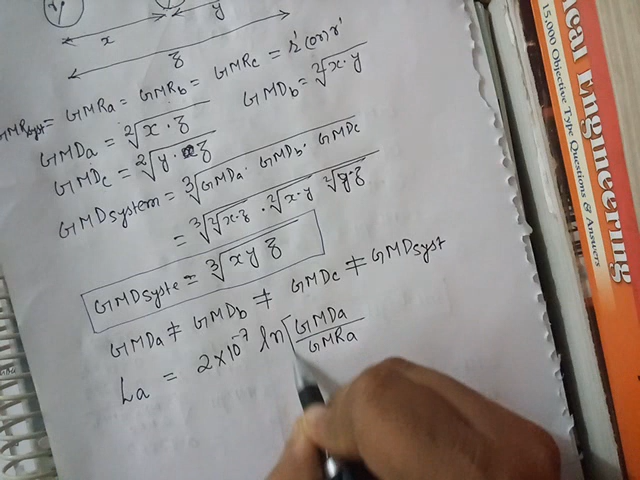 r'
y
x
z
GMRsyst = GMRa = GMRb = GMRc = r' (or) r'
GMDa = ²√x·z GMDb = ²√x·y
GMDc = ²√y·z
GMDsystem = ³√GMDa· GMDb· GMDc
= ³√²√x·z · ²√x·y ²√y·z
GMDsyste = ³√xyz
GMDa ≠ GMDb ≠ GMDc ≠ GMDsyst
La = 2×10⁻⁷ ln [GMDa
GMRa
ical Engineering
15,000 Objective Type Questions & Answers